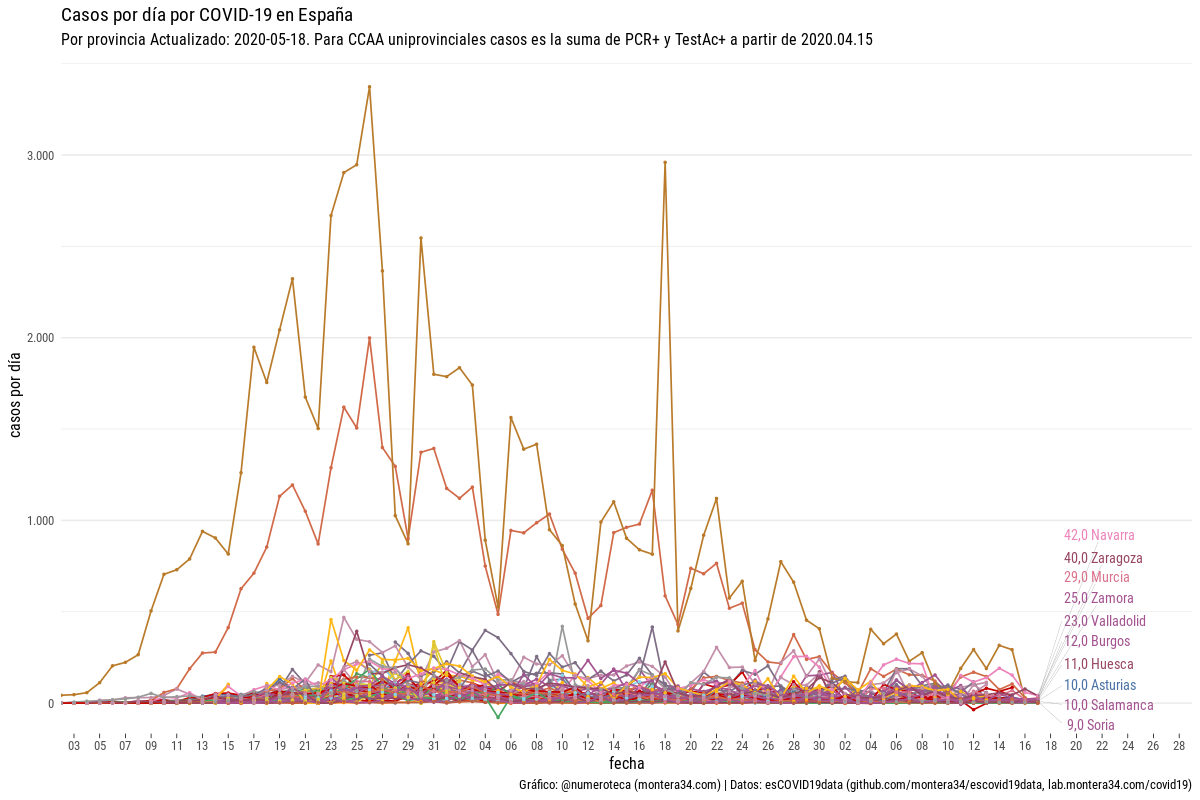 Casos por día por COVID-19 en España
Por provincia Actualizado: 2020-05-18. Para CCAA uniprovinciales casos es la suma de PCR+ y TestAc+ a partir de 2020.04.15
casos por día
3.000
2.000
1.000
0
42,0 Navarra
40,0 Zaragoza
29,0 Murcia
25,0 Zamora
23,0 Valladolid
12,0 Burgos
11,0 Huesca
10,0 Asturias
10,0 Salamanca
9,0 Soria
03 05 07 09 11 13 15 17 19 21 23 25 27 29 31 02 04 06 08 10 12 14 16 18 20 22 24 26 28 30 02 04 06 08 10 12 14 16 18 20 22 24 26 28
fecha
Gráfico: @numeroteca (montera34.com) | Datos: esCOVID19data (github.com/montera34/escovid19data, lab.montera34.com/covid19)